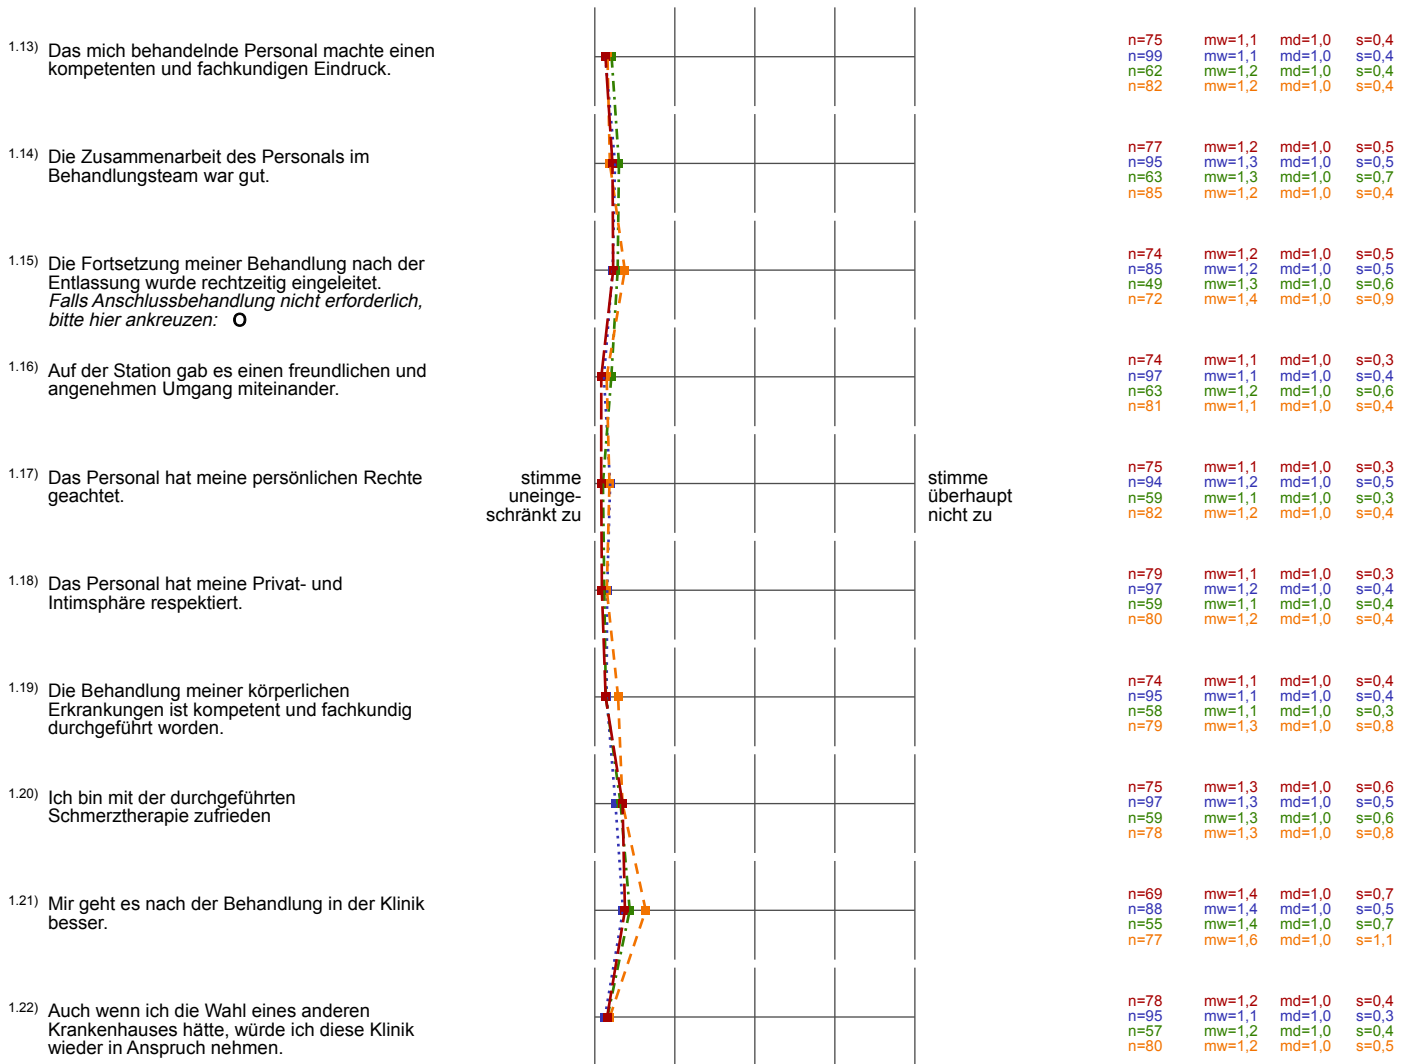 1.13) Das mich behandelnde Personal machte einen
kompetenten und fachkundigen Eindruck.
n=75 mw=1,1 md=1,0 s=0,4
n=99 mw=1,1 md=1,0 s=0,4
n=62 mw=1,2 md=1,0 s=0,4
n=82 mw=1,2 md=1,0 s=0,4
1.14) Die Zusammenarbeit des Personals im
Behandlungsteam war gut.
n=77 mw=1,2 md=1,0 s=0,5
n=95 mw=1,3 md=1,0 s=0,5
n=63 mw=1,3 md=1,0 s=0,7
n=85 mw=1,2 md=1,0 s=0,4
1.15) Die Fortsetzung meiner Behandlung nach der
Entlassung wurde rechtzeitig eingeleitet.
Falls Anschlussbehandlung nicht erforderlich,
bitte hier ankreuzen: O
n=74 mw=1,2 md=1,0 s=0,5
n=85 mw=1,2 md=1,0 s=0,5
n=49 mw=1,3 md=1,0 s=0,6
n=72 mw=1,4 md=1,0 s=0,9
1.16) Auf der Station gab es einen freundlichen und
angenehmen Umgang miteinander.
n=74 mw=1,1 md=1,0 s=0,3
n=97 mw=1,1 md=1,0 s=0,4
n=63 mw=1,2 md=1,0 s=0,6
n=81 mw=1,1 md=1,0 s=0,4
1.17) Das Personal hat meine persönlichen Rechte
geachtet.
stimme
uneinge-
schränkt zu
stimme
überhaupt
nicht zu
n=75 mw=1,1 md=1,0 s=0,3
n=94 mw=1,2 md=1,0 s=0,5
n=59 mw=1,1 md=1,0 s=0,3
n=82 mw=1,2 md=1,0 s=0,4
1.18) Das Personal hat meine Privat- und
Intimsphäre respektiert.
n=79 mw=1,1 md=1,0 s=0,3
n=97 mw=1,2 md=1,0 s=0,4
n=59 mw=1,1 md=1,0 s=0,4
n=80 mw=1,2 md=1,0 s=0,4
1.19) Die Behandlung meiner körperlichen
Erkrankungen ist kompetent und fachkundig
durchgeführt worden.
n=74 mw=1,1 md=1,0 s=0,4
n=95 mw=1,1 md=1,0 s=0,4
n=58 mw=1,1 md=1,0 s=0,3
n=79 mw=1,3 md=1,0 s=0,8
1.20) Ich bin mit der durchgeführten
Schmerztherapie zufrieden
n=75 mw=1,3 md=1,0 s=0,6
n=97 mw=1,3 md=1,0 s=0,5
n=59 mw=1,3 md=1,0 s=0,6
n=78 mw=1,3 md=1,0 s=0,8
1.21) Mir geht es nach der Behandlung in der Klinik
besser.
n=69 mw=1,4 md=1,0 s=0,7
n=88 mw=1,4 md=1,0 s=0,5
n=55 mw=1,4 md=1,0 s=0,7
n=77 mw=1,6 md=1,0 s=1,1
1.22) Auch wenn ich die Wahl eines anderen
Krankenhauses hätte, würde ich diese Klinik
wieder in Anspruch nehmen.
n=78 mw=1,2 md=1,0 s=0,4
n=95 mw=1,1 md=1,0 s=0,3
n=57 mw=1,2 md=1,0 s=0,4
n=80 mw=1,2 md=1,0 s=0,5